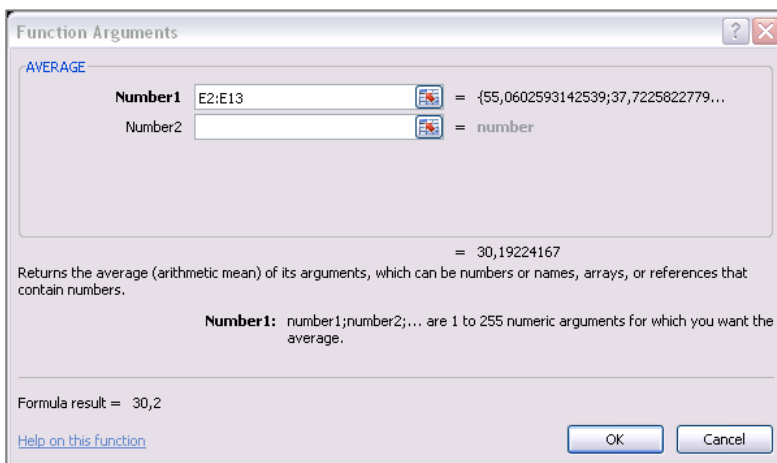 Function Arguments
AVERAGE
Number1 E2:E13 = {55,0602593142539;37,7225822779...
Number2 = number
= 30,19224167
Returns the average (arithmetic mean) of its arguments, which can be numbers or names, arrays, or references that
contain numbers.
Number1: number1;number2;... are 1 to 255 numeric arguments for which you want the
average.
Formula result = 30,2
Help on this function
OK
Cancel